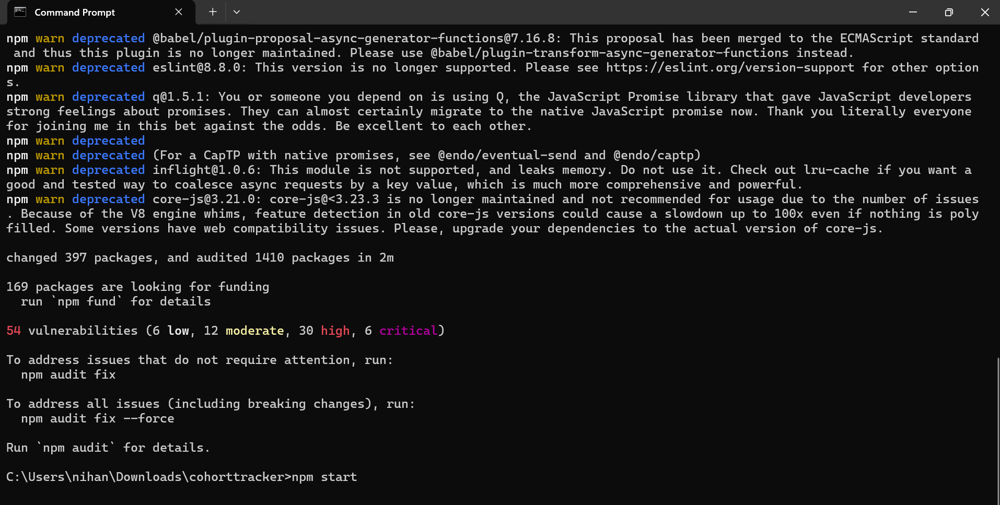 Command Prompt
npm warn deprecated @babel/plugin-proposal-async-generator-functions@7.16.8: This proposal has been merged to the ECMAScript standard
 and thus this plugin is no longer maintained. Please use @babel/plugin-transform-async-generator-functions instead.
npm warn deprecated eslint@8.8.0: This version is no longer supported. Please see https://eslint.org/version-support for other option
s.
npm warn deprecated q@1.5.1: You or someone you depend on is using Q, the JavaScript Promise library that gave JavaScript developers
strong feelings about promises. They can almost certainly migrate to the native JavaScript promise now. Thank you literally everyone
for joining me in this bet against the odds. Be excellent to each other.
npm warn deprecated
npm warn deprecated (For a CapTP with native promises, see @endo/eventual-send and @endo/captp)
npm warn deprecated inflight@1.0.6: This module is not supported, and leaks memory. Do not use it. Check out lru-cache if you want a
good and tested way to coalesce async requests by a key value, which is much more comprehensive and powerful.
npm warn deprecated core-js@3.21.0: core-js@<3.23.3 is no longer maintained and not recommended for usage due to the number of issues
. Because of the V8 engine whims, feature detection in old core-js versions could cause a slowdown up to 100x even if nothing is poly
filled. Some versions have web compatibility issues. Please, upgrade your dependencies to the actual version of core-js.
changed 397 packages, and audited 1410 packages in 2m
169 packages are looking for funding
  run `npm fund` for details
54 vulnerabilities (6 low, 12 moderate, 30 high, 6 critical)
To address issues that do not require attention, run:
  npm audit fix
To address all issues (including breaking changes), run:
  npm audit fix --force
Run `npm audit` for details.
C:\Users\nihan\Downloads\cohorttracker>npm start